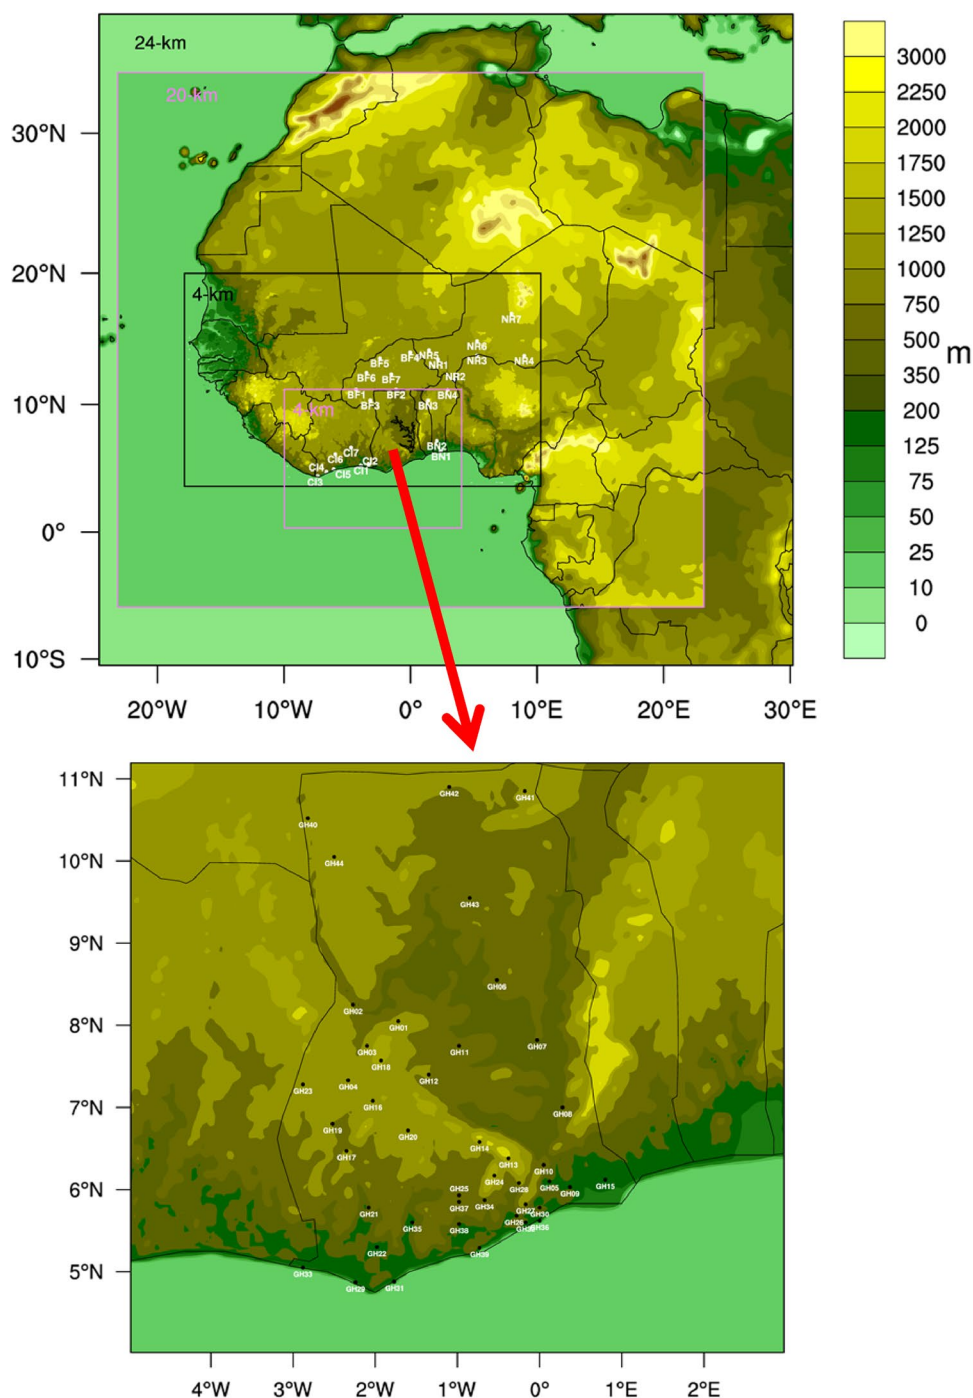 24-km
20-km
30°N
20°N
4-km
NR7
NR6
BF4 NR5
BF5 NR1 NR3 NR4
BF6 BF7 NR2
BF1 BF2 BN4
10°N
BF3 BN3
4-km
BN2
CI7 BN1
CI6 CI2
CI4 CI1
CI5
CI3
0°
10°S
20°W 10°W 0° 10°E 20°E 30°E
3000
2250
2000
1750
1500
1250
1000
750
500
350
200
125
75
50
25
10
0
m
11°N
GH42 GH41
GH40
10°N
GH44
GH43
9°N
GH06
GH02
8°N
GH01
GH03 GH11 GH07
GH18
GH12
GH23 GH04
7°N
GH16 GH08
GH19 GH20
GH14
GH17
GH13
GH10
GH24
6°N
GH25 GH28 GH05 GH09 GH15
GH37 GH34
GH21 GH27 GH30
GH35 GH38 GH26 GH36
GH22 GH39
5°N
GH33
GH29 GH31
4°W 3°W 2°W 1°W 0° 1°E 2°E